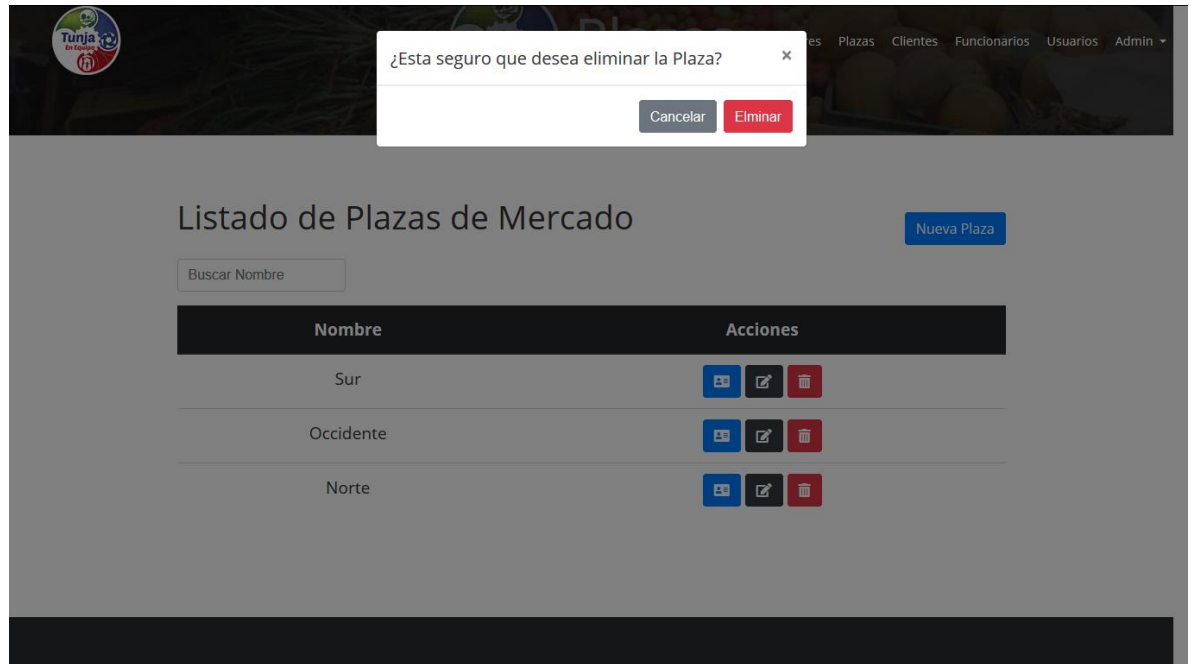 Tunja
En Equipo
Plazas Clientes Funcionarios Usuarios Admin
¿Esta seguro que desea eliminar la Plaza? ×
Cancelar Elminar
Listado de Plazas de Mercado
Nueva Plaza
Buscar Nombre
Nombre Acciones
Sur
Occidente
Norte